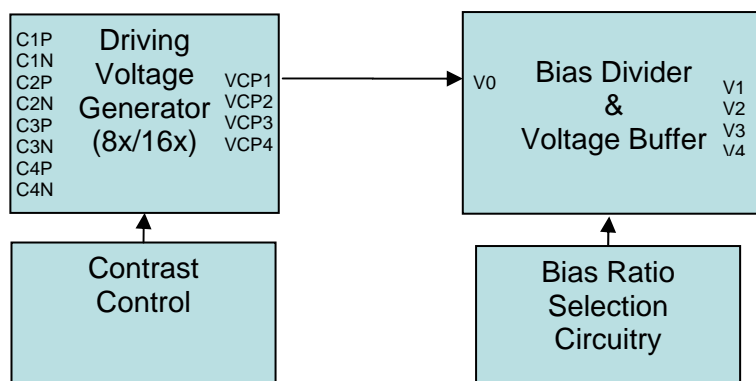 C1P
C1N
C2P
C2N
C3P
C3N
C4P
C4N
Driving
Voltage
Generator
(8x/16x)
VCP1
VCP2
VCP3
VCP4
V0
Bias Divider
&
Voltage Buffer
V1
V2
V3
V4
Contrast
Control
Bias Ratio
Selection
Circuitry